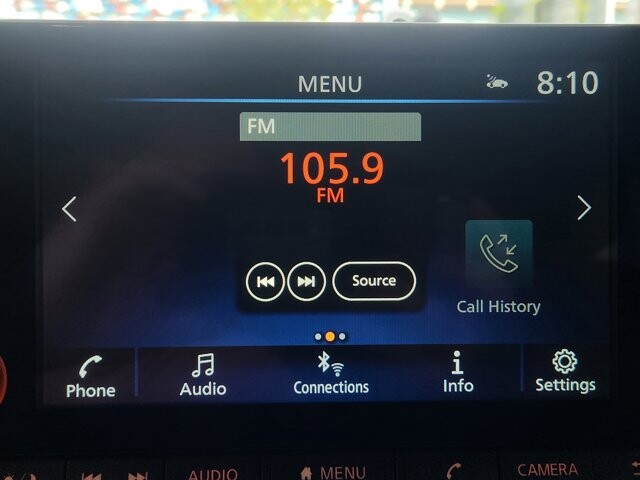 MENU
8:10
FM
105.9
FM
Source
Call History
Phone
Audio
Connections
Info
Settings
AUDIO
MENU
CAMERA